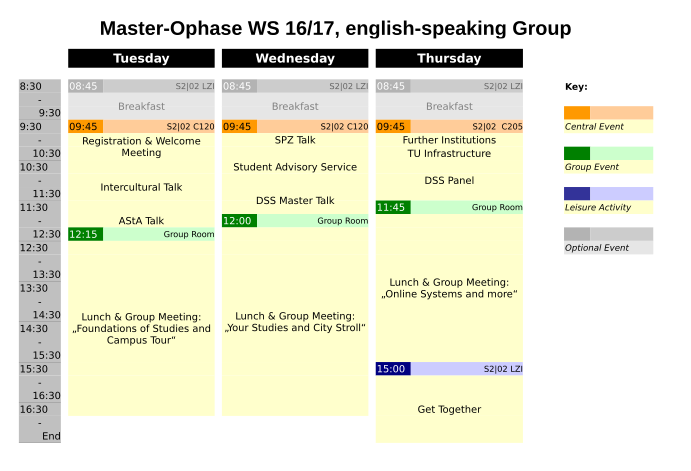 Master-Ophase WS 16/17, english-speaking Group
Tuesday
Wednesday
Thursday
8:30
-
9:30
9:30
-
10:30
10:30
-
11:30
11:30
-
12:30
12:30
-
13:30
13:30
-
14:30
14:30
-
15:30
15:30
-
16:30
16:30
-
End
08:45 S2|02 LZI
Breakfast
09:45 S2|02 C120
Registration & Welcome
Meeting
Intercultural Talk
AStA Talk
12:15 Group Room
Lunch & Group Meeting:
„Foundations of Studies and
Campus Tour“
08:45 S2|02 LZI
Breakfast
09:45 S2|02 C120
SPZ Talk
Student Advisory Service
DSS Master Talk
12:00 Group Room
Lunch & Group Meeting:
„Your Studies and City Stroll“
08:45 S2|02 LZI
Breakfast
09:45 S2|02 C205
Further Institutions
TU Infrastructure
DSS Panel
11:45 Group Room
Lunch & Group Meeting:
„Online Systems and more“
15:00 S2|02 LZI
Get Together
Key:
Central Event
Group Event
Leisure Activity
Optional Event